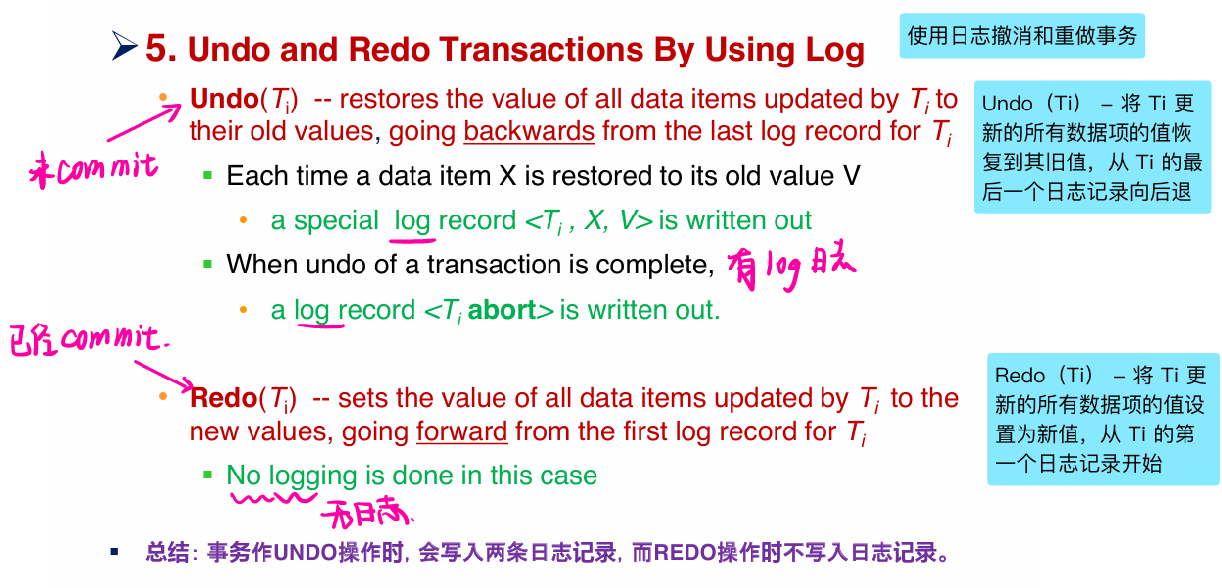 5. Undo and Redo Transactions By Using Log
使用日志撤消和重做事务
Undo(Ti) -- restores the value of all data items updated by Ti to
their old values, going backwards from the last log record for Ti
Undo（Ti） – 将 Ti 更
新的所有数据项的值恢
复到其旧值，从 Ti 的最
后一个日志记录向后退
未commit
Each time a data item X is restored to its old value V
a special log record <Ti , X, V> is written out
When undo of a transaction is complete,
有log日志
a log record <Ti abort> is written out.
已经commit.
Redo(Ti) -- sets the value of all data items updated by Ti to the
new values, going forward from the first log record for Ti
Redo（Ti） – 将 Ti 更
新的所有数据项的值设
置为新值，从 Ti 的第
一个日志记录开始
No logging is done in this case
无日志.
总结: 事务作UNDO操作时, 会写入两条日志记录, 而REDO操作时不写入日志记录。